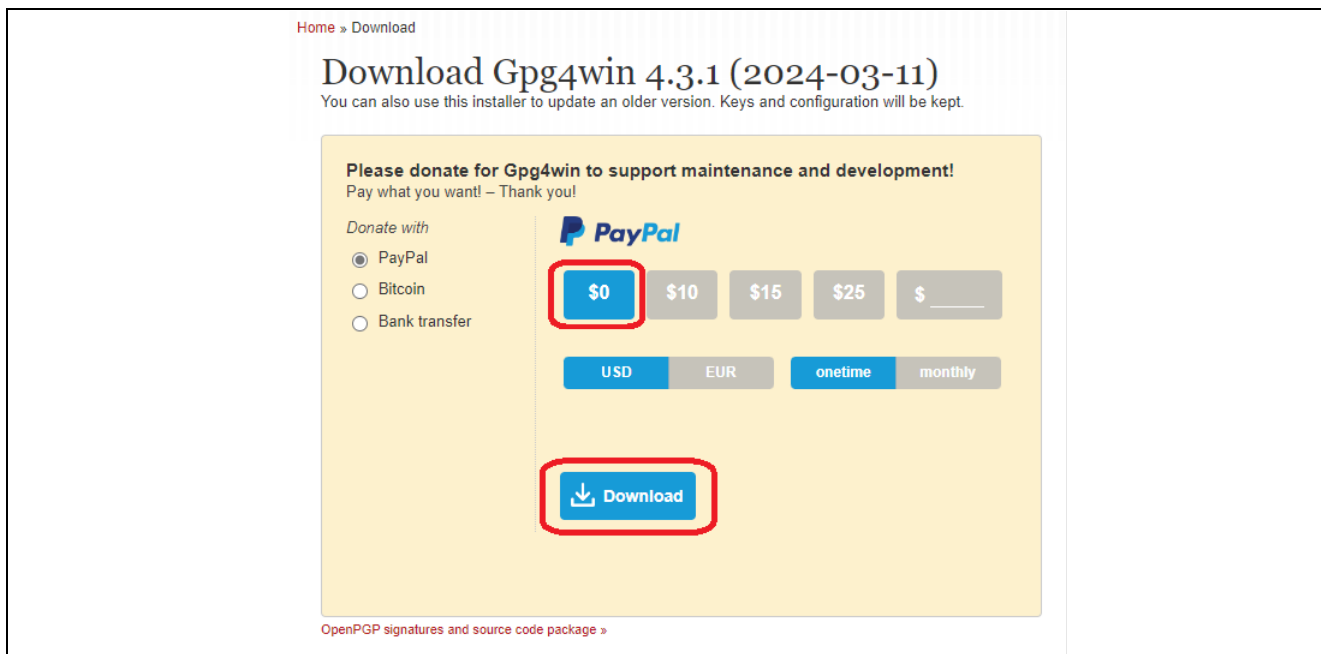 Home » Download
Download Gpg4win 4.3.1 (2024-03-11)
You can also use this installer to update an older version. Keys and configuration will be kept.
Please donate for Gpg4win to support maintenance and development!
Pay what you want! – Thank you!
Donate with
PayPal
Bitcoin
Bank transfer
PayPal
$0 $10 $15 $25 $ _____
USD EUR onetime monthly
Download
OpenPGP signatures and source code package »